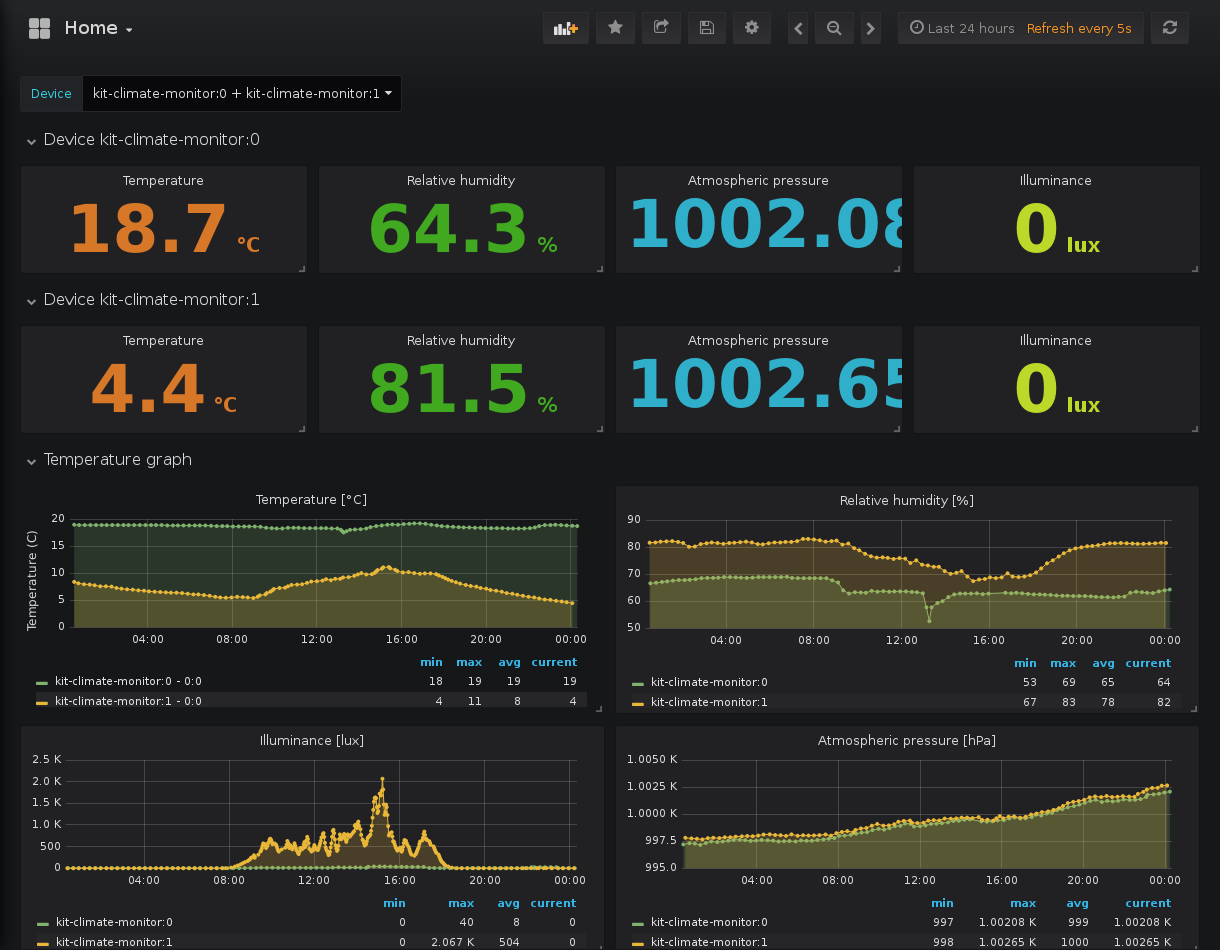 Home
Last 24 hours Refresh every 5s
Device kit-climate-monitor:0 + kit-climate-monitor:1
Device kit-climate-monitor:0
Temperature Relative humidity Atmospheric pressure Illuminance
18.7 °C 64.3 % 1002.08 0 lux
Device kit-climate-monitor:1
Temperature Relative humidity Atmospheric pressure Illuminance
4.4 °C 81.5 % 1002.65 0 lux
Temperature graph
Temperature [°C]
Temperature (C)
20
15
10
5
0
04:00 08:00 12:00 16:00 20:00 00:00
min max avg current
kit-climate-monitor:0 - 0:0 18 19 19 19
kit-climate-monitor:1 - 0:0 4 11 8 4
Relative humidity [%]
90
80
70
60
50
04:00 08:00 12:00 16:00 20:00 00:00
min max avg current
kit-climate-monitor:0 53 69 65 64
kit-climate-monitor:1 67 83 78 82
Illuminance [lux]
2.5 K
2.0 K
1.5 K
1.0 K
500
0
04:00 08:00 12:00 16:00 20:00 00:00
min max avg current
kit-climate-monitor:0 0 40 8 0
kit-climate-monitor:1 0 2.067 K 504 0
Atmospheric pressure [hPa]
1.0050 K
1.0025 K
1.0000 K
997.5
995.0
04:00 08:00 12:00 16:00 20:00 00:00
min max avg current
kit-climate-monitor:0 997 1.00208 K 999 1.00208 K
kit-climate-monitor:1 998 1.00265 K 1000 1.00265 K